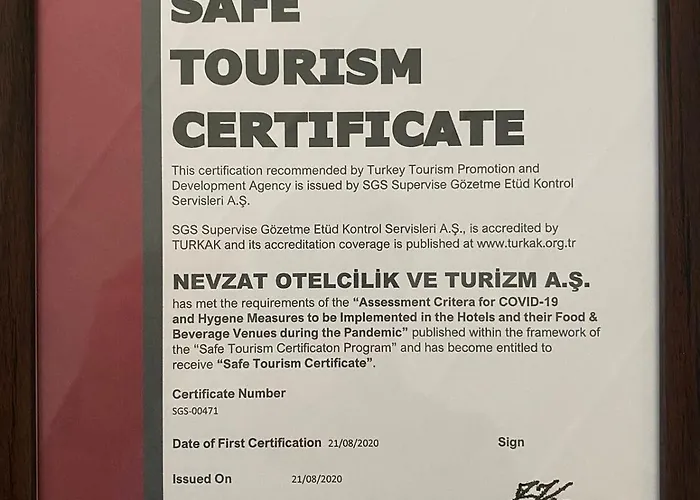 SAFE
TOURISM
CERTIFICATE
This certification recommended by Turkey Tourism Promotion and
Development Agency is issued by SGS Supervise Gözetme Etüd Kontrol
Servisleri A.Ş.
SGS Supervise Gözetme Etüd Kontrol Servisleri A.Ş., is accredited by
TURKAK and its accreditation coverage is published at www.turkak.org.tr
NEVZAT OTELCİLİK VE TURİZM A.Ş.
has met the requirements of the “Assessment Critera for COVID-19
and Hygene Measures to be Implemented in the Hotels and their Food &
Beverage Venues during the Pandemic” published within the framework of
the “Safe Tourism Certificaton Program” and has become entitled to
receive “Safe Tourism Certificate”.
Certificate Number
SGS-00471
Date of First Certification 21/08/2020 Sign
Issued On 21/08/2020